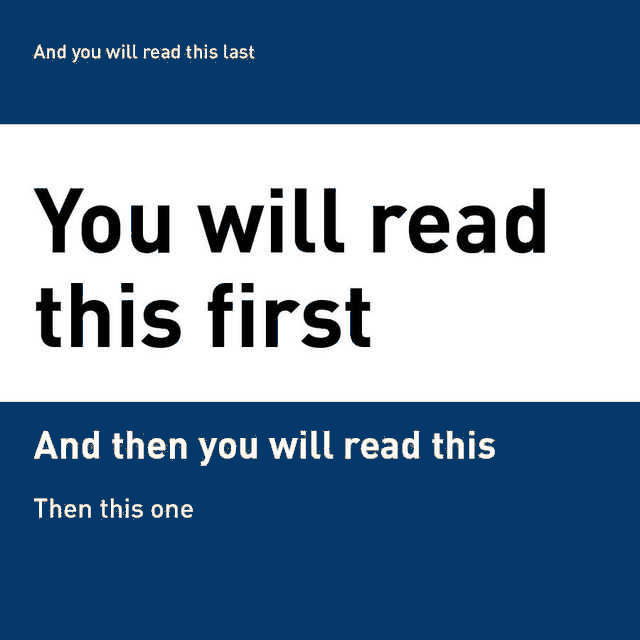 And you will read this last
You will read
this first
And then you will read this
Then this one